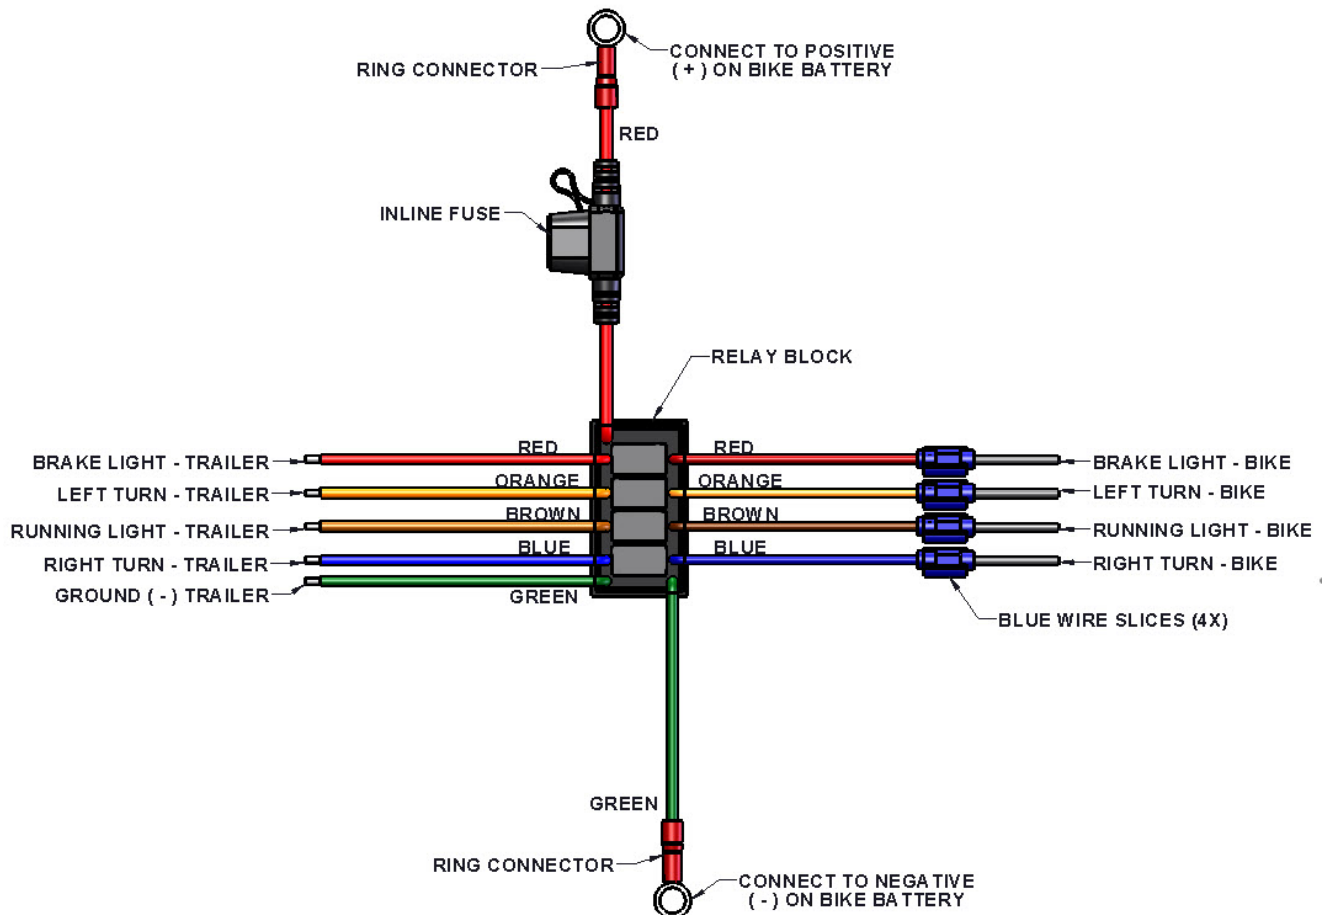 CONNECT TO POSITIVE
( + ) ON BIKE BATTERY
RING CONNECTOR
RED
INLINE FUSE
RELAY BLOCK
RED
RED
BRAKE LIGHT - TRAILER
BRAKE LIGHT - BIKE
ORANGE
ORANGE
LEFT TURN - TRAILER
LEFT TURN - BIKE
BROWN
BROWN
RUNNING LIGHT - TRAILER
RUNNING LIGHT - BIKE
BLUE
BLUE
RIGHT TURN - TRAILER
RIGHT TURN - BIKE
GROUND ( - ) TRAILER
GREEN
BLUE WIRE SLICES (4X)
GREEN
RING CONNECTOR
CONNECT TO NEGATIVE
( - ) ON BIKE BATTERY